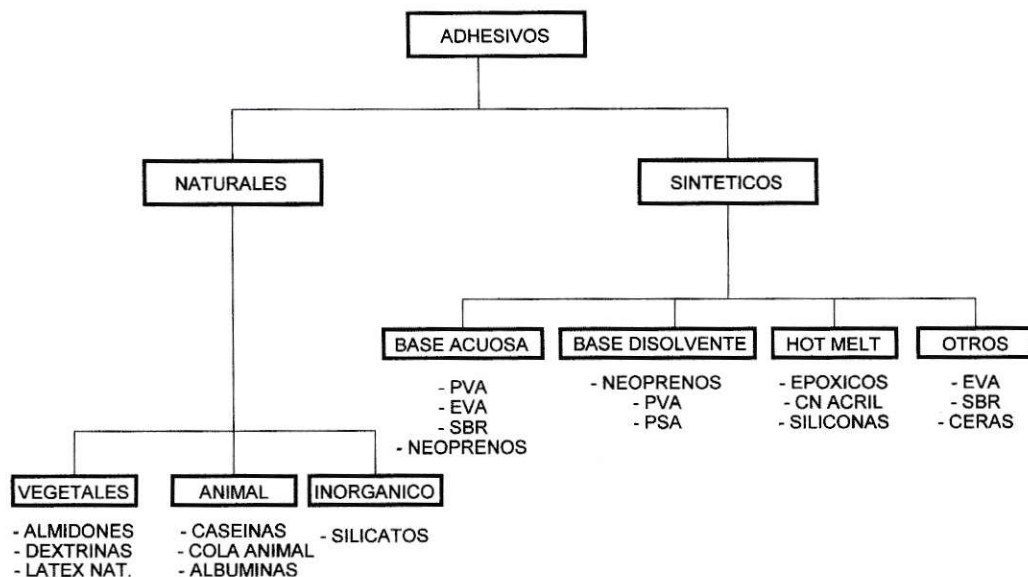 ADHESIVOS
NATURALES
SINTETICOS
BASE ACUOSA
- PVA
- EVA
- SBR
- NEOPRENOS
BASE DISOLVENTE
- NEOPRENOS
- PVA
- PSA
HOT MELT
- EPOXICOS
- CN ACRIL
- SILICONAS
OTROS
- EVA
- SBR
- CERAS
VEGETALES
- ALMIDONES
- DEXTRINAS
- LATEX NAT.
ANIMAL
- CASEINAS
- COLA ANIMAL
- ALBUMINAS
INORGANICO
- SILICATOS